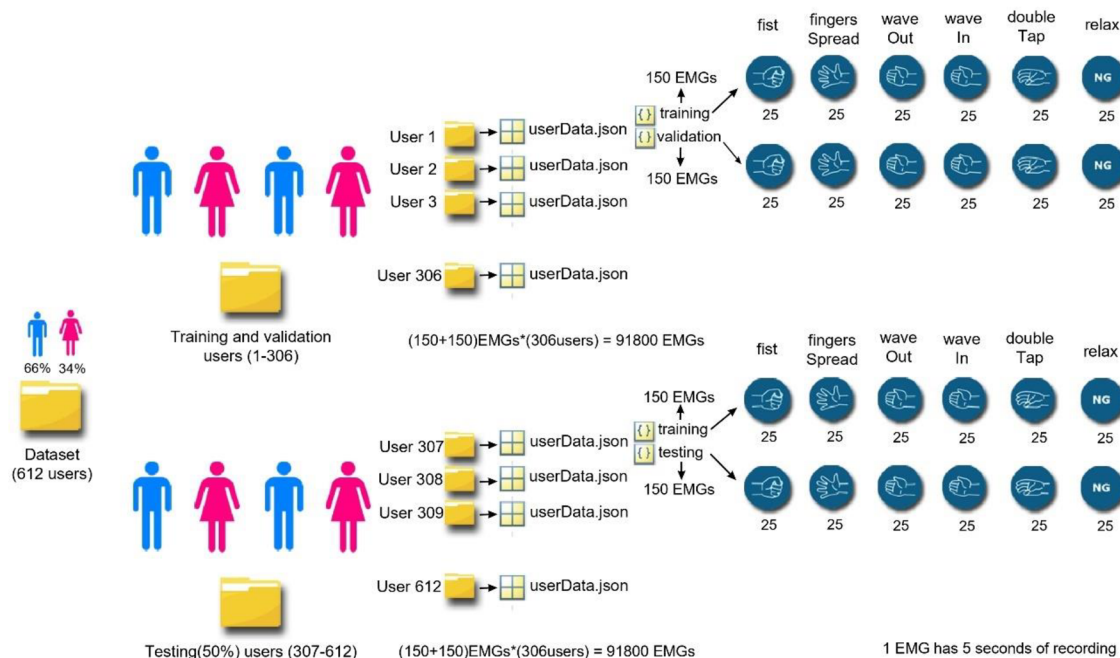 fist fingers Spread wave Out wave In double Tap relax
NG
150 EMGs
25 25 25 25 25 25
{} training
User 1 userData.json
{} validation
NG
User 2 userData.json
150 EMGs
25 25 25 25 25 25
User 3 userData.json
User 306 userData.json
Training and validation
users (1-306)
(150+150)EMGs*(306users) = 91800 EMGs
66% 34%
Dataset
(612 users)
fist fingers Spread wave Out wave In double Tap relax
NG
150 EMGs
25 25 25 25 25 25
{} training
User 307 userData.json
{} testing
User 308 userData.json
150 EMGs
NG
User 309 userData.json
25 25 25 25 25 25
User 612 userData.json
Testing(50%) users (307-612)
(150+150)EMGs*(306users) = 91800 EMGs
1 EMG has 5 seconds of recording